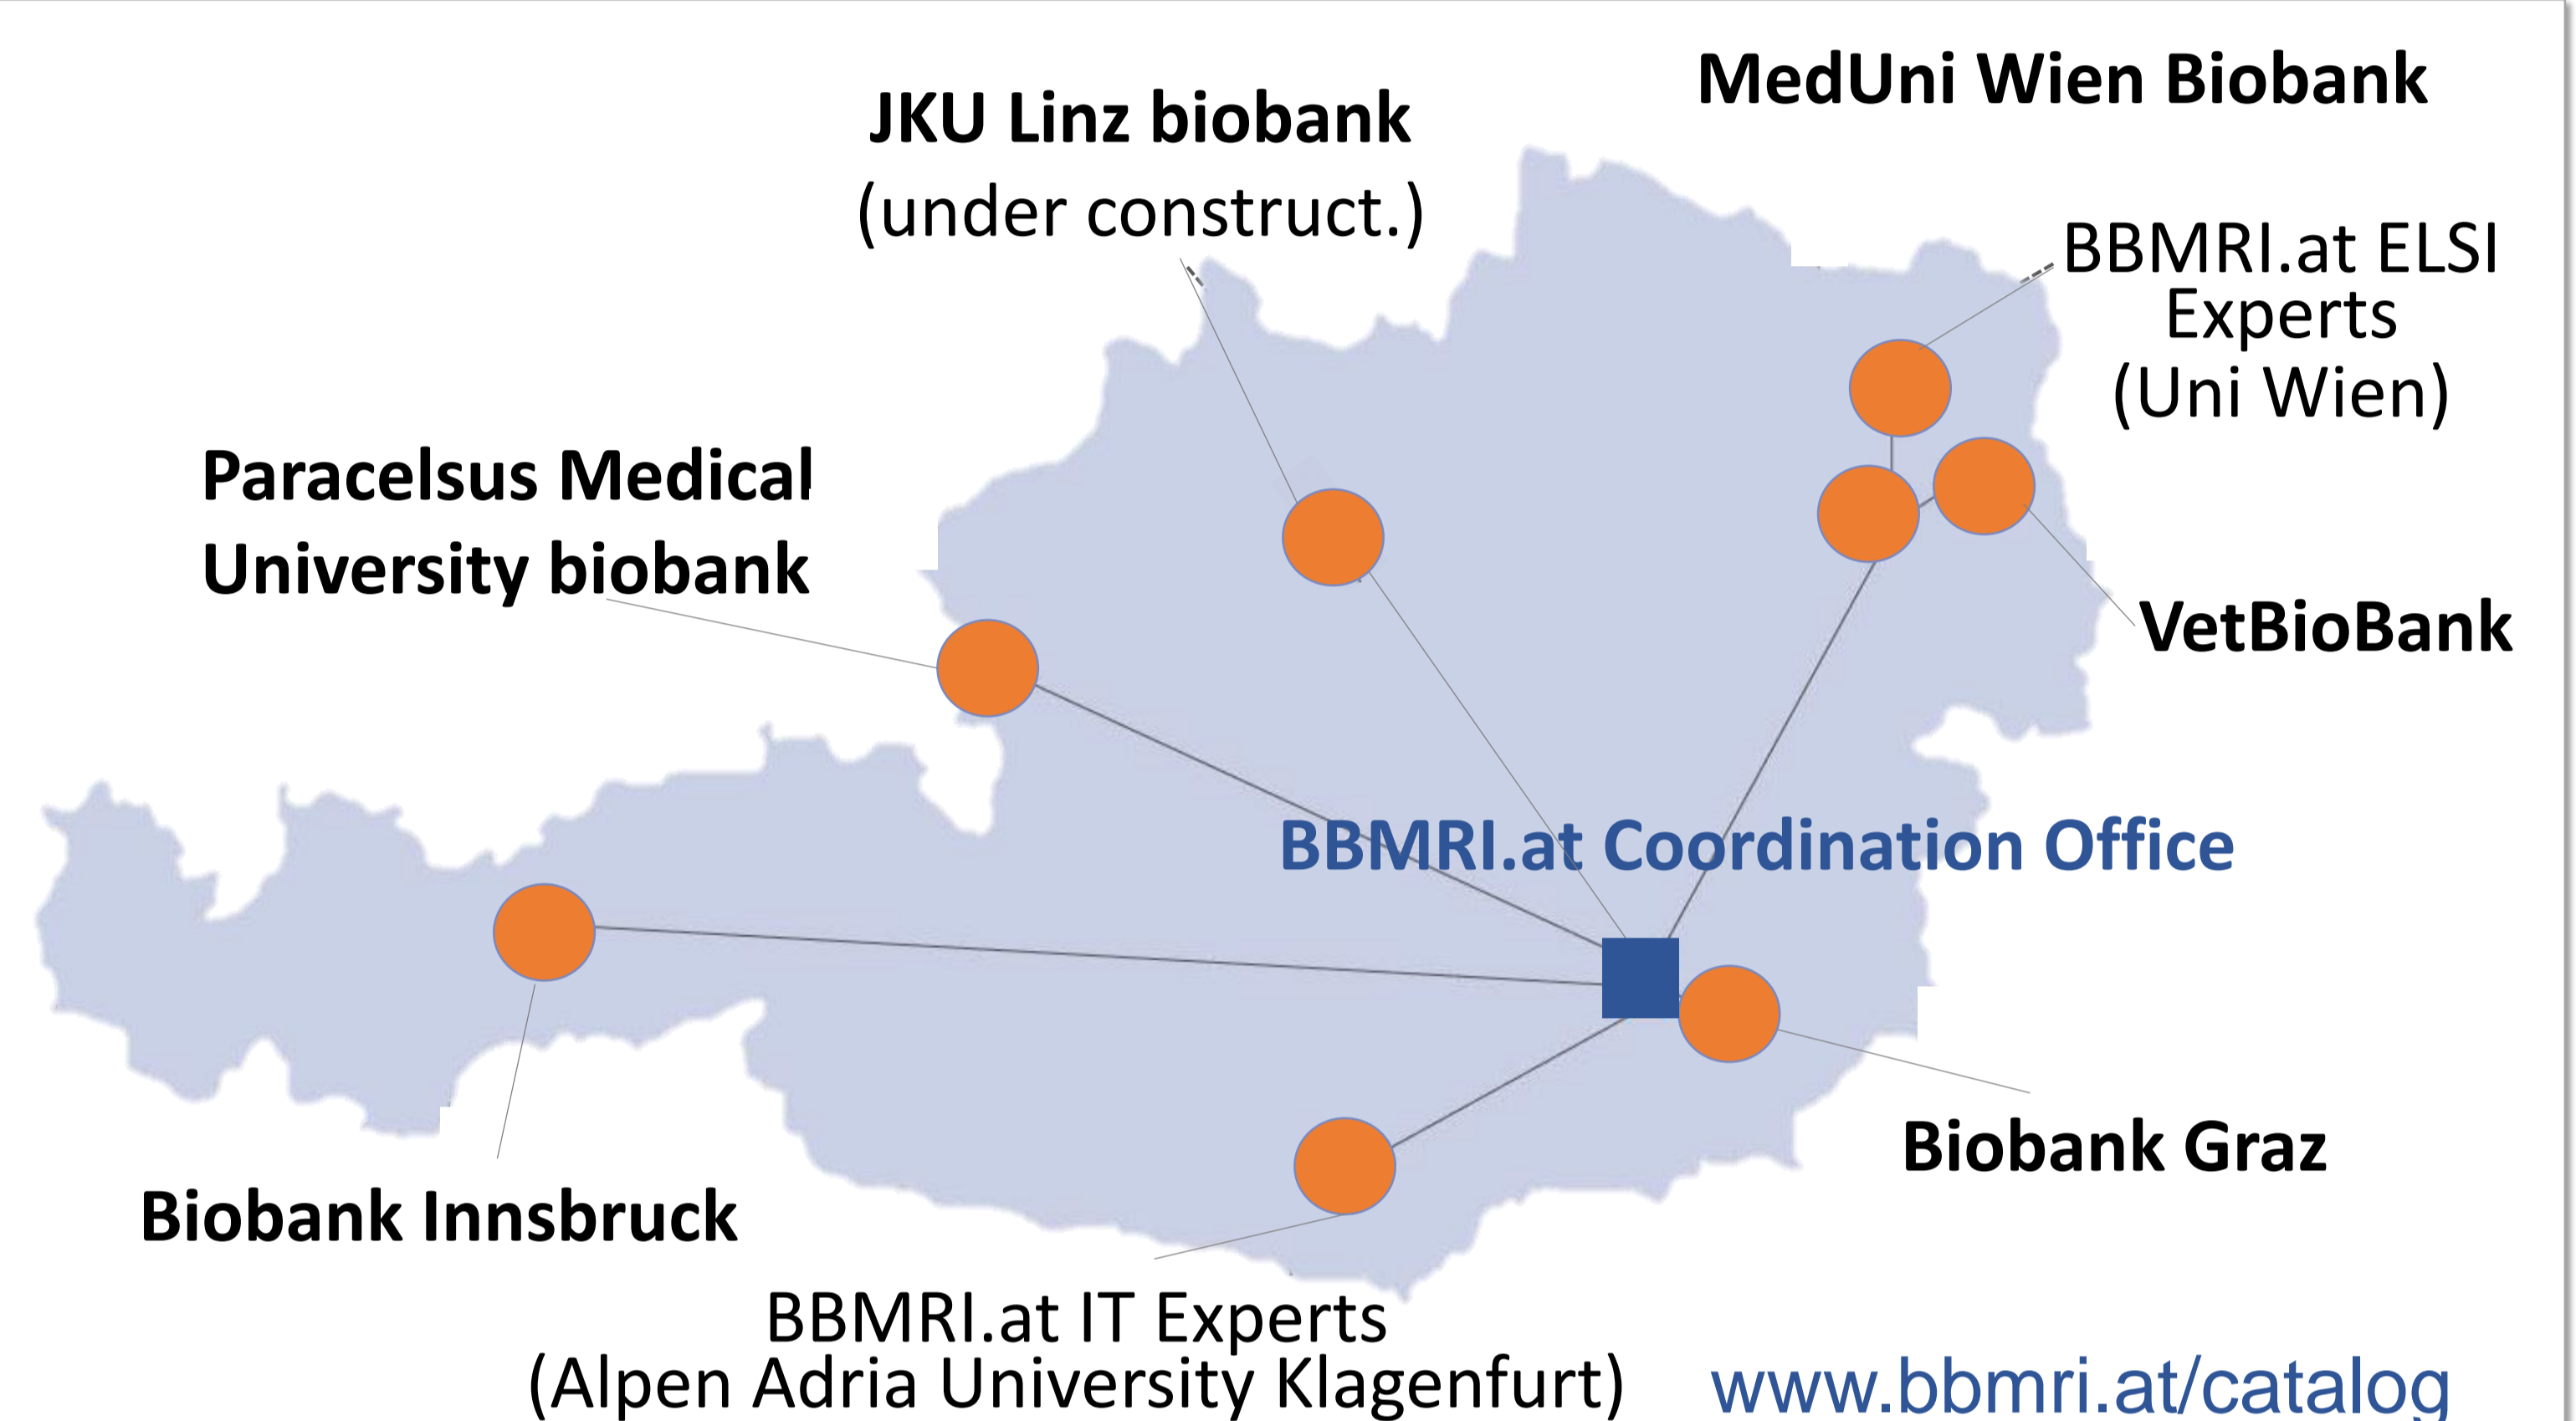 MedUni Wien Biobank
JKU Linz biobank
(under construct.)
BBMRI.at ELSI
Experts
(Uni Wien)
Paracelsus Medical
University biobank
VetBioBank
BBMRI.at Coordination Office
Biobank Graz
Biobank Innsbruck
BBMRI.at IT Experts
(Alpen Adria University Klagenfurt)
www.bbmri.at/catalog